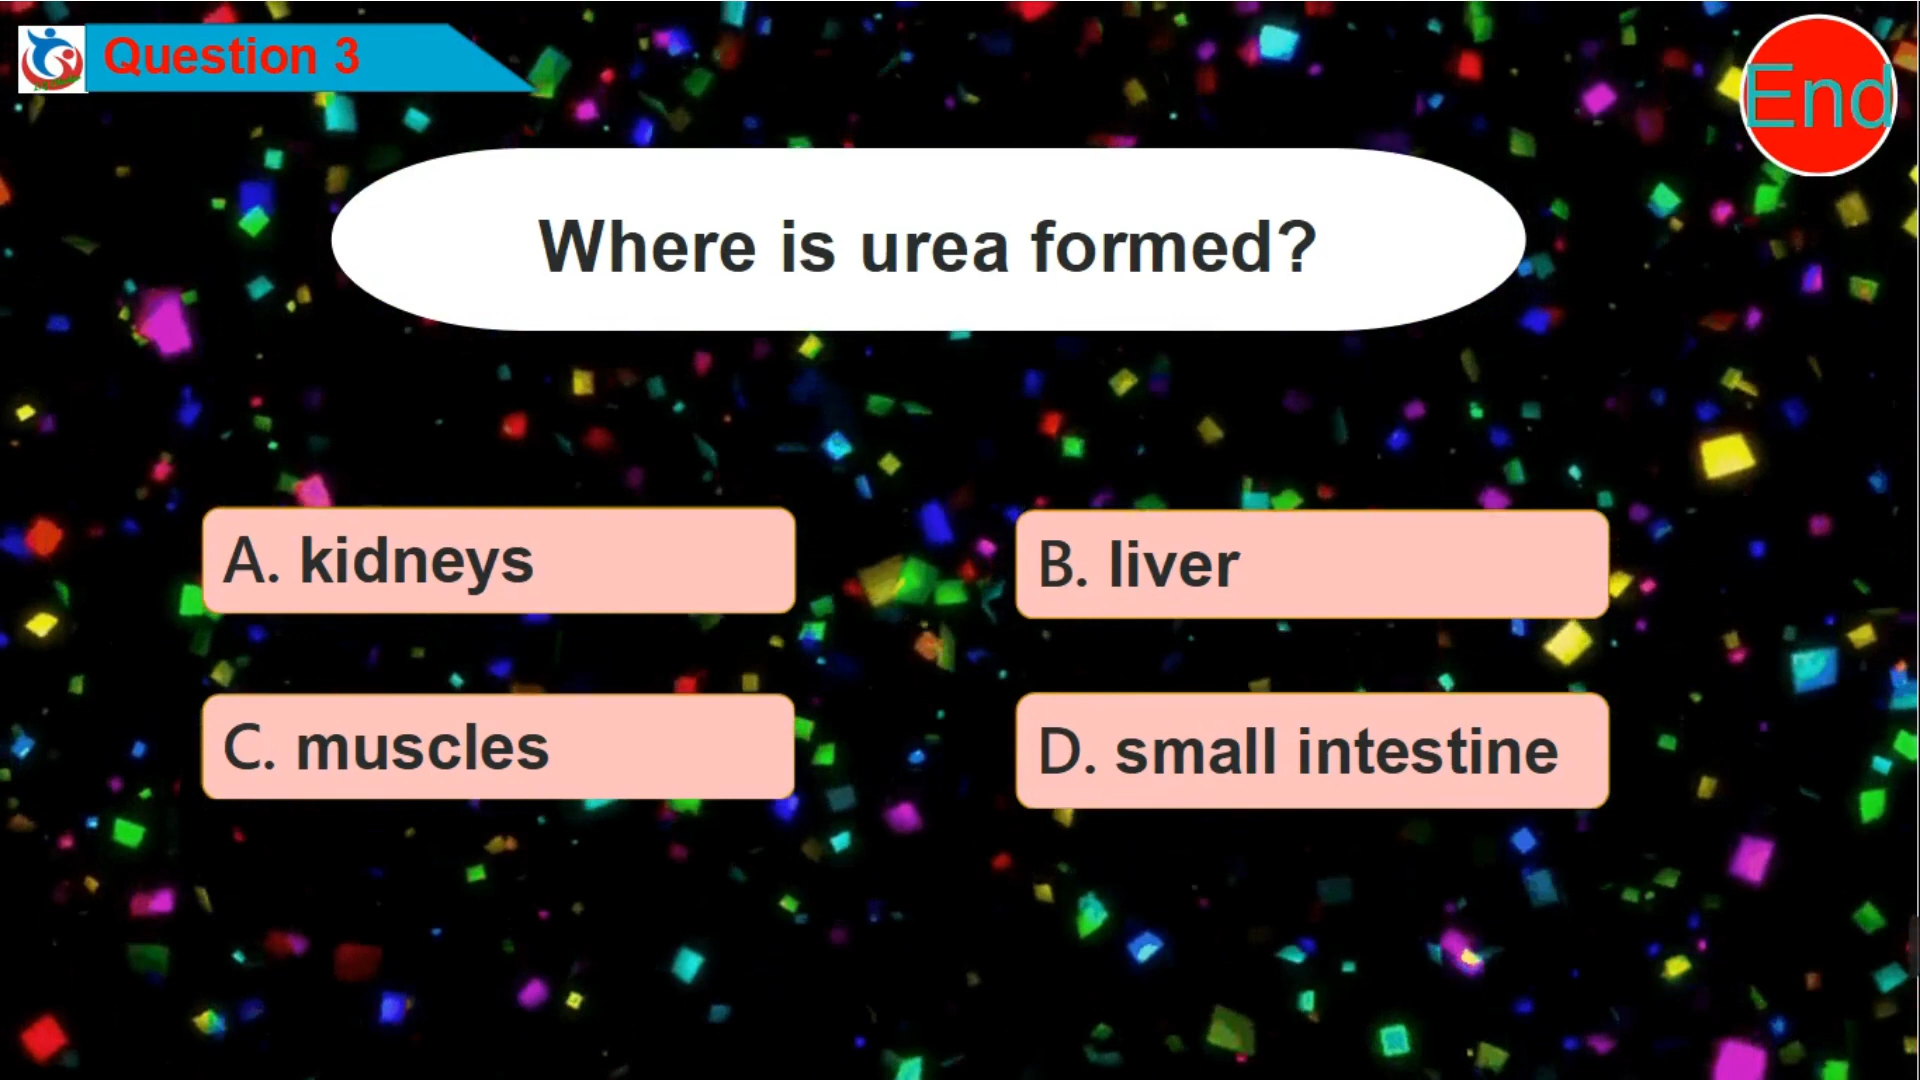 Question 3
End
Where is urea formed?
A. kidneys
B. liver
C. muscles
D. small intestine